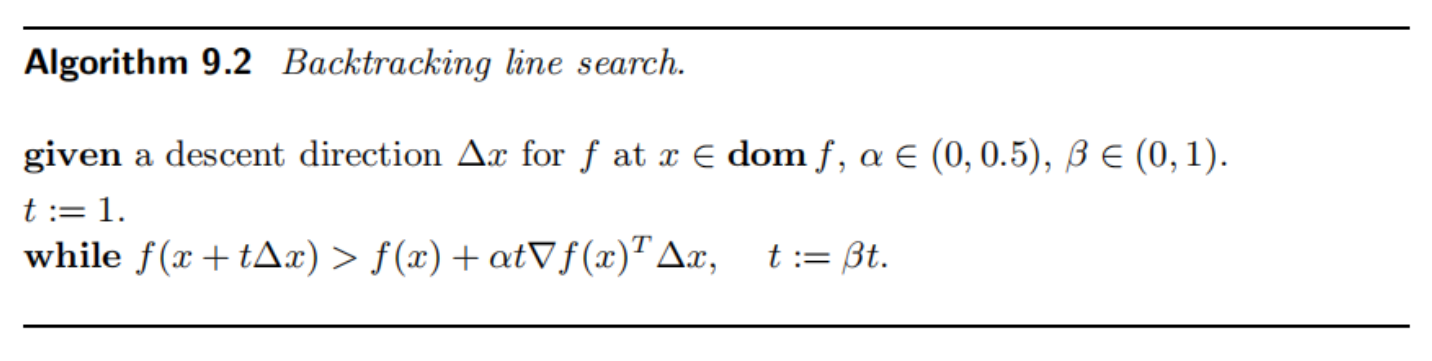 Algorithm 9.2 Backtracking line search.
given a descent direction Δx for f at x ∈ dom f, α ∈ (0, 0.5), β ∈ (0, 1).
t := 1.
while f(x + tΔx) > f(x) + αt∇f(x)ᵀΔx, t := βt.